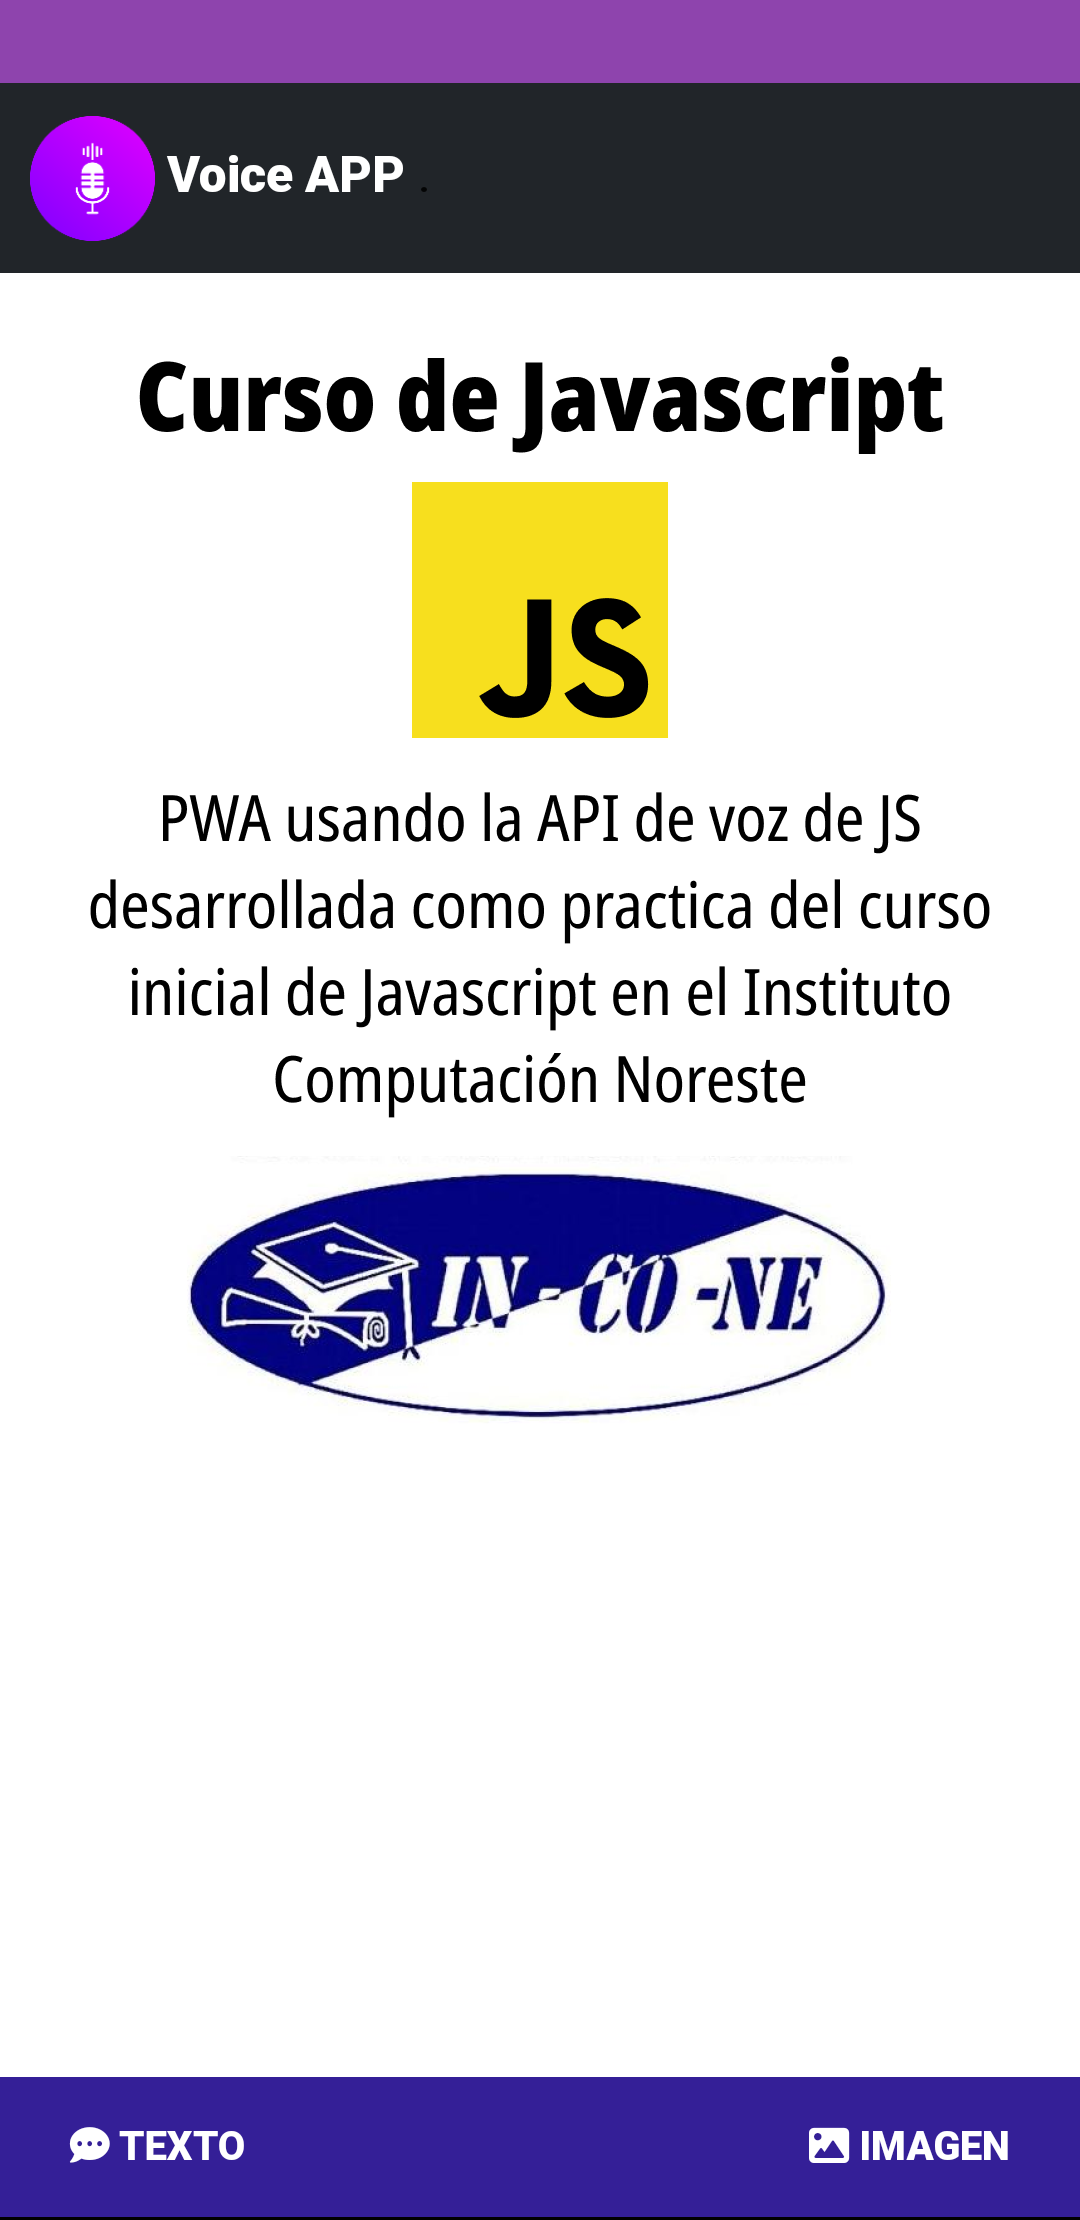 Voice APP .
Curso de Javascript
JS
PWA usando la API de voz de JS
desarrollada como practica del curso
inicial de Javascript en el Instituto
Computación Noreste
IN - CO -NE
TEXTO
IMAGEN